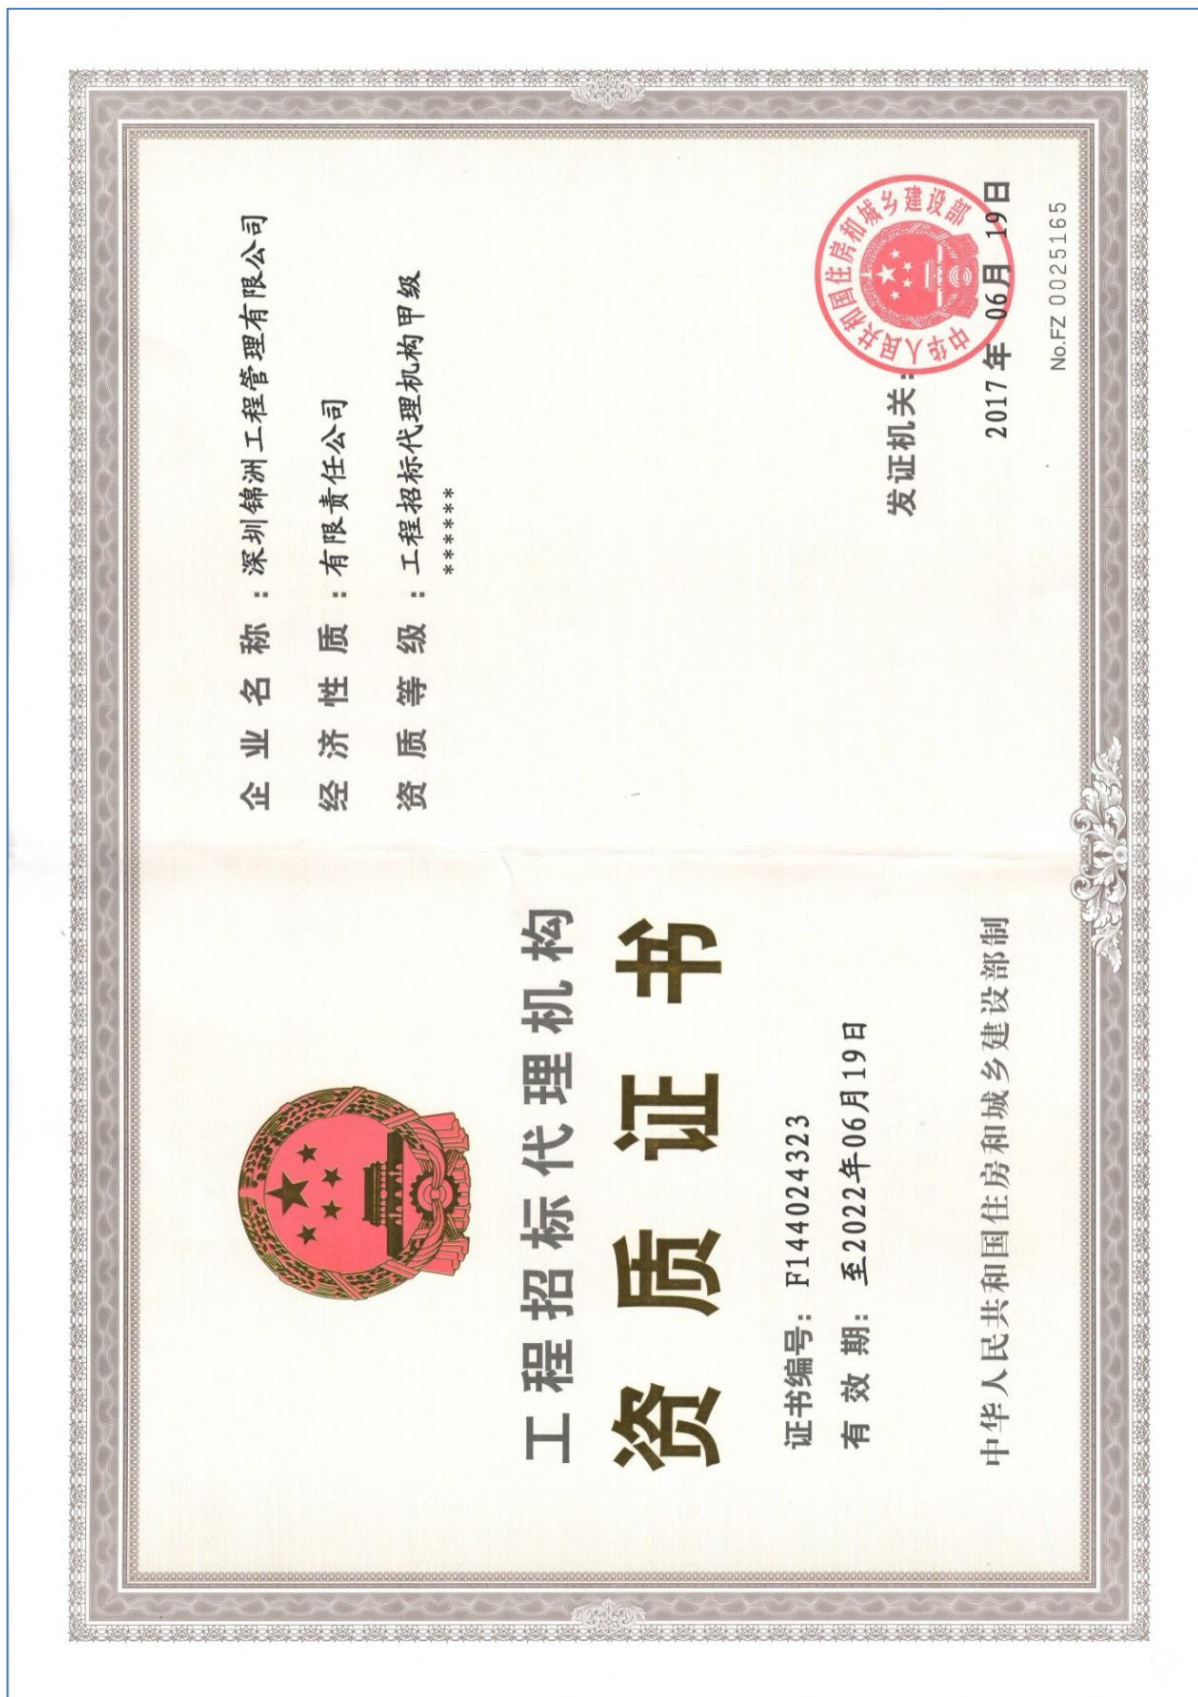 工程招标代理机构
资质证书
证书编号：F144024323
有效期：至2022年06月19日
中华人民共和国住房和城乡建设部制
企业名称：深圳锦洲工程管理有限公司
经济性质：有限责任公司
资质等级：工程招标代理机构甲级
******
发证机关：
中华人民共和国住房和城乡建设部
2017年06月19日
No.FZ 0025165